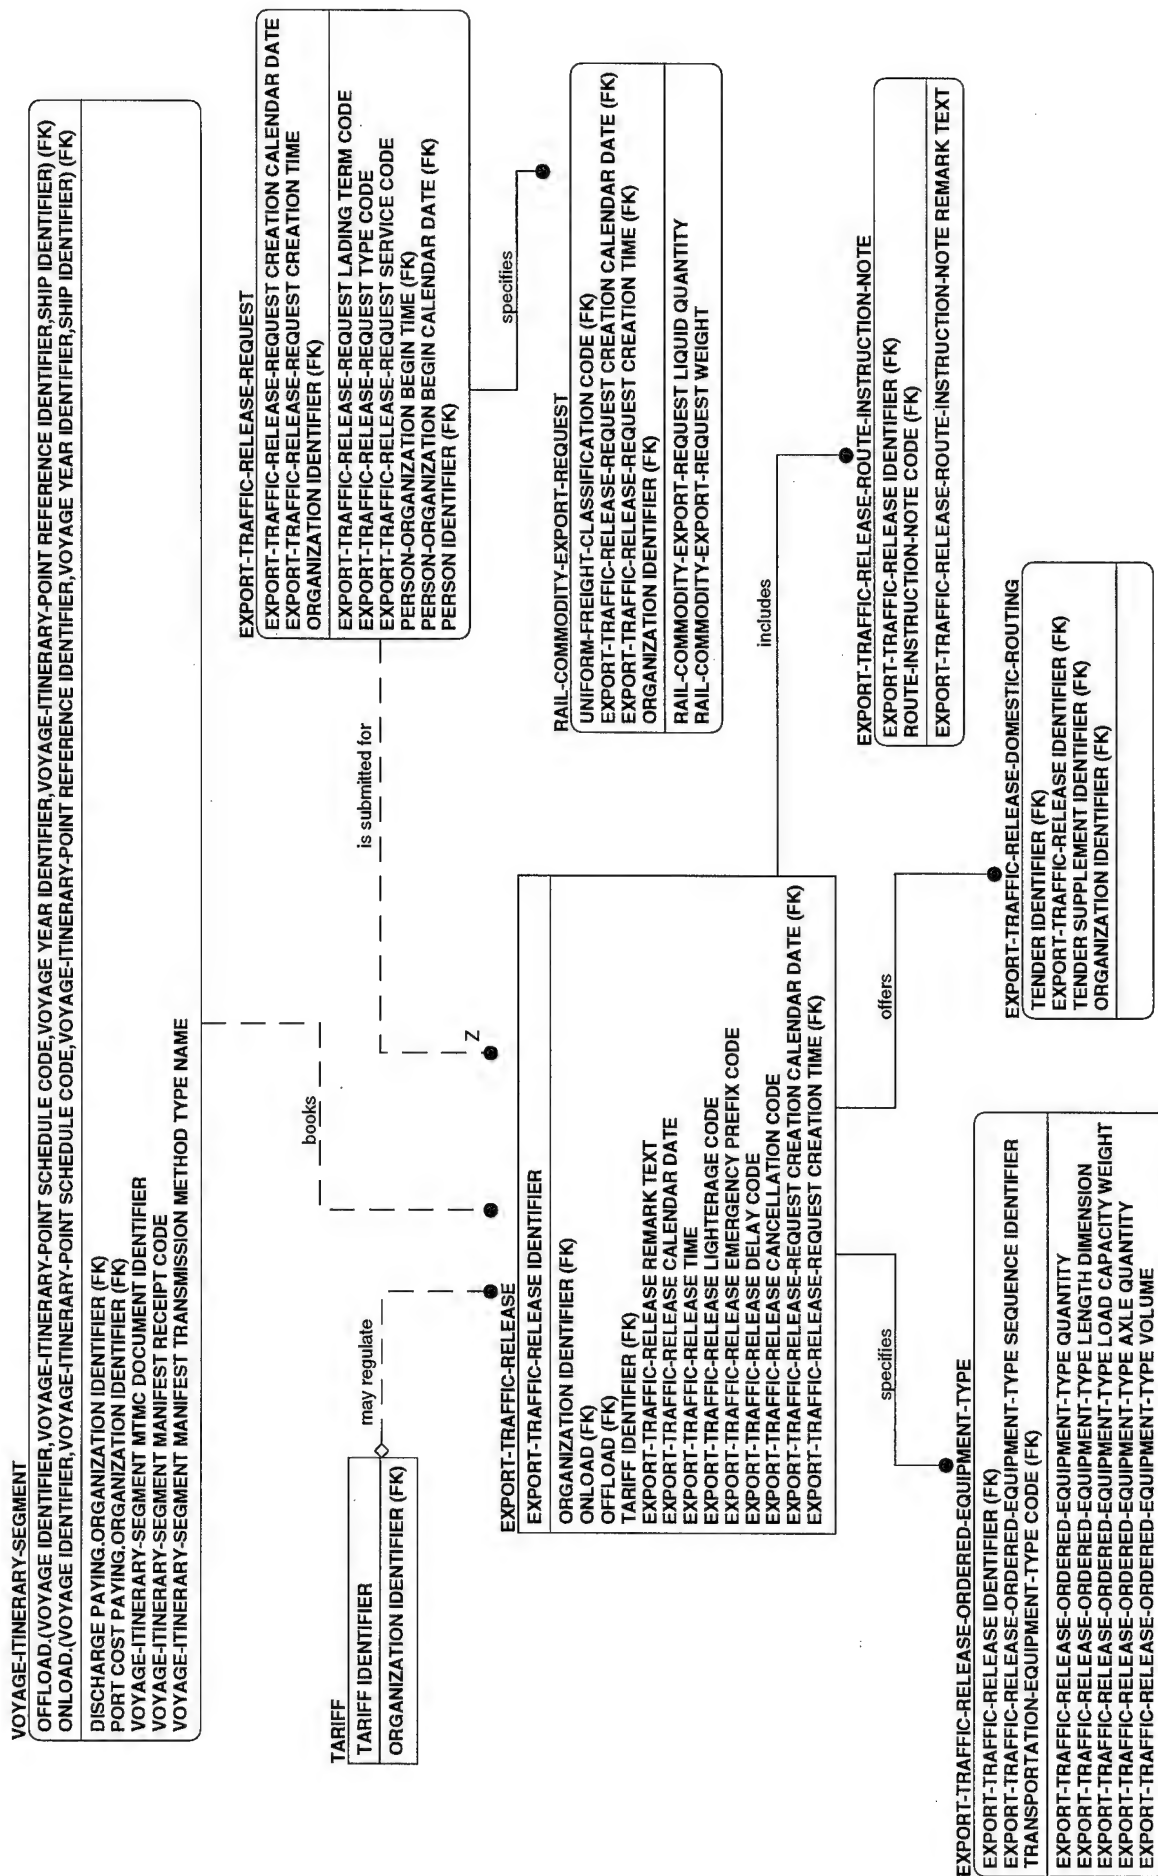 VOYAGE-ITINERARY-SEGMENT
OFFLOAD.(VOYAGE IDENTIFIER,VOYAGE-ITINERARY-POINT SCHEDULE CODE,VOYAGE YEAR IDENTIFIER,VOYAGE-ITINERARY-POINT REFERENCE IDENTIFIER,SHIP IDENTIFIER) (FK)
ONLOAD.(VOYAGE IDENTIFIER,VOYAGE-ITINERARY-POINT SCHEDULE CODE,VOYAGE-ITINERARY-POINT REFERENCE IDENTIFIER,VOYAGE YEAR IDENTIFIER,SHIP IDENTIFIER) (FK)
DISCHARGE PAYING.ORGANIZATION IDENTIFIER (FK)
PORT COST PAYING.ORGANIZATION IDENTIFIER (FK)
VOYAGE-ITINERARY-SEGMENT MTMC DOCUMENT IDENTIFIER
VOYAGE-ITINERARY-SEGMENT MANIFEST RECEIPT CODE
VOYAGE-ITINERARY-SEGMENT MANIFEST TRANSMISSION METHOD TYPE NAME
EXPORT-TRAFFIC-RELEASE-REQUEST
EXPORT-TRAFFIC-RELEASE-REQUEST CREATION CALENDAR DATE
EXPORT-TRAFFIC-RELEASE-REQUEST CREATION TIME
ORGANIZATION IDENTIFIER (FK)
EXPORT-TRAFFIC-RELEASE-REQUEST LADING TERM CODE
EXPORT-TRAFFIC-RELEASE-REQUEST TYPE CODE
EXPORT-TRAFFIC-RELEASE-REQUEST SERVICE CODE
PERSON-ORGANIZATION BEGIN TIME (FK)
PERSON-ORGANIZATION BEGIN CALENDAR DATE (FK)
PERSON IDENTIFIER (FK)
books
is submitted for
Z
specifies
TARIFF
TARIFF IDENTIFIER
ORGANIZATION IDENTIFIER (FK)
may regulate
EXPORT-TRAFFIC-RELEASE
EXPORT-TRAFFIC-RELEASE IDENTIFIER
ORGANIZATION IDENTIFIER (FK)
ONLOAD (FK)
OFFLOAD (FK)
TARIFF IDENTIFIER (FK)
EXPORT-TRAFFIC-RELEASE REMARK TEXT
EXPORT-TRAFFIC-RELEASE CALENDAR DATE
EXPORT-TRAFFIC-RELEASE TIME
EXPORT-TRAFFIC-RELEASE LIGHTERAGE CODE
EXPORT-TRAFFIC-RELEASE EMERGENCY PREFIX CODE
EXPORT-TRAFFIC-RELEASE DELAY CODE
EXPORT-TRAFFIC-RELEASE CANCELLATION CODE
EXPORT-TRAFFIC-RELEASE-REQUEST CREATION CALENDAR DATE (FK)
EXPORT-TRAFFIC-RELEASE-REQUEST CREATION TIME (FK)
RAIL-COMMODITY-EXPORT-REQUEST
UNIFORM-FREIGHT-CLASSIFICATION CODE (FK)
EXPORT-TRAFFIC-RELEASE-REQUEST CREATION CALENDAR DATE (FK)
EXPORT-TRAFFIC-RELEASE-REQUEST CREATION TIME (FK)
ORGANIZATION IDENTIFIER (FK)
RAIL-COMMODITY-EXPORT-REQUEST LIQUID QUANTITY
RAIL-COMMODITY-EXPORT-REQUEST WEIGHT
includes
offers
specifies
EXPORT-TRAFFIC-RELEASE-ROUTE-INSTRUCTION-NOTE
EXPORT-TRAFFIC-RELEASE IDENTIFIER (FK)
ROUTE-INSTRUCTION-NOTE CODE (FK)
EXPORT-TRAFFIC-RELEASE-ROUTE-INSTRUCTION-NOTE REMARK TEXT
EXPORT-TRAFFIC-RELEASE-DOMESTIC-ROUTING
TENDER IDENTIFIER (FK)
EXPORT-TRAFFIC-RELEASE IDENTIFIER (FK)
TENDER SUPPLEMENT IDENTIFIER (FK)
ORGANIZATION IDENTIFIER (FK)
EXPORT-TRAFFIC-RELEASE-ORDERED-EQUIPMENT-TYPE
EXPORT-TRAFFIC-RELEASE IDENTIFIER (FK)
EXPORT-TRAFFIC-RELEASE-ORDERED-EQUIPMENT-TYPE SEQUENCE IDENTIFIER
TRANSPORTATION-EQUIPMENT-TYPE CODE (FK)
EXPORT-TRAFFIC-RELEASE-ORDERED-EQUIPMENT-TYPE QUANTITY
EXPORT-TRAFFIC-RELEASE-ORDERED-EQUIPMENT-TYPE LENGTH DIMENSION
EXPORT-TRAFFIC-RELEASE-ORDERED-EQUIPMENT-TYPE LOAD CAPACITY WEIGHT
EXPORT-TRAFFIC-RELEASE-ORDERED-EQUIPMENT-TYPE AXLE QUANTITY
EXPORT-TRAFFIC-RELEASE-ORDERED-EQUIPMENT-TYPE VOLUME